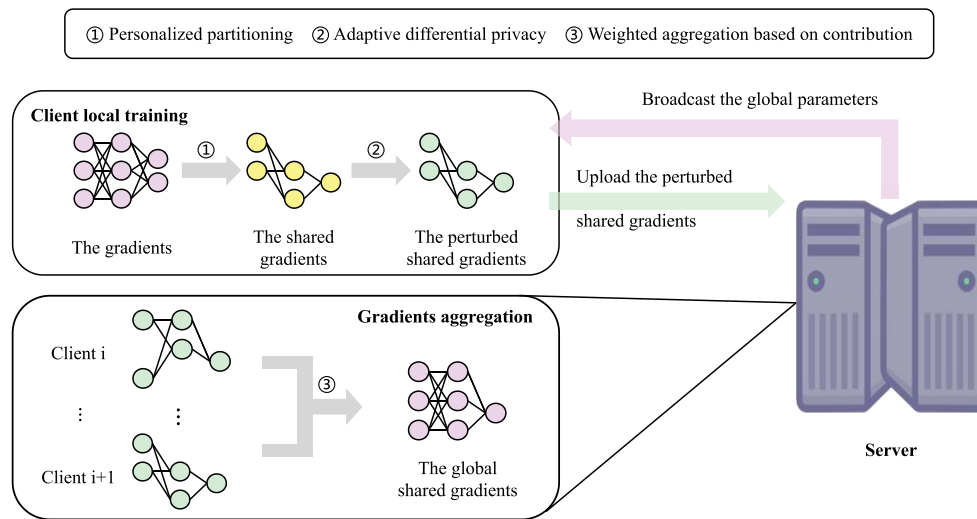 ① Personalized partitioning ② Adaptive differential privacy ③ Weighted aggregation based on contribution
Client local training
①
②
The gradients
The shared
gradients
The perturbed
shared gradients
Broadcast the global parameters
Upload the perturbed
shared gradients
Gradients aggregation
Client i
⋮
⋮
Client i+1
③
The global
shared gradients
Server